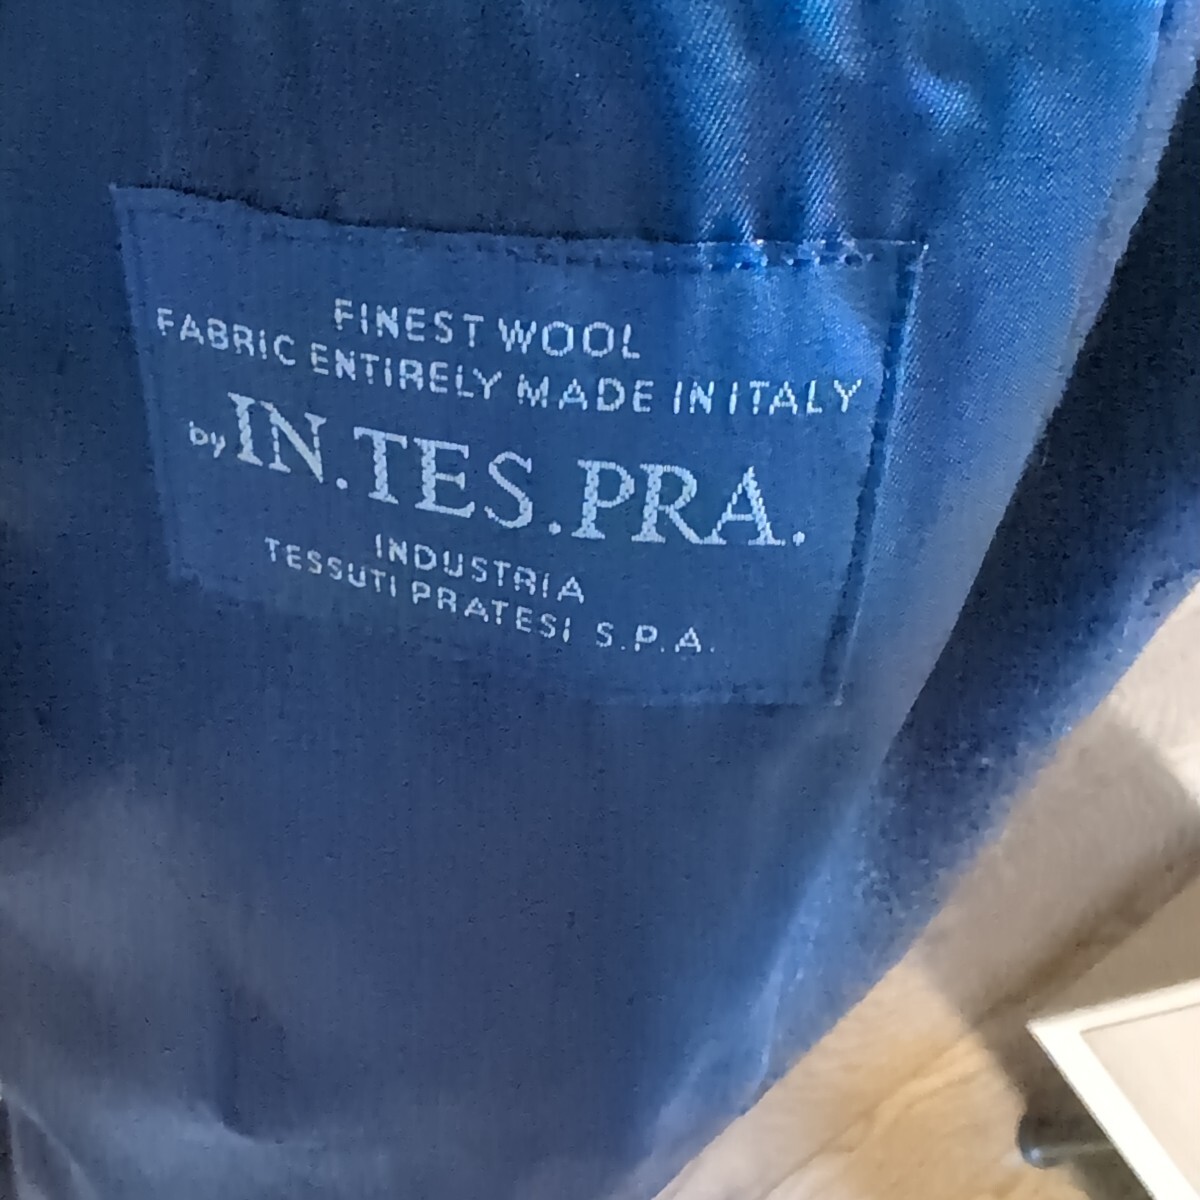 FINEST WOOL
FABRIC ENTIRELY MADE IN ITALY
by IN.TES.PRA.
INDUSTRIA
TESSUTI PRATESI S.P.A.